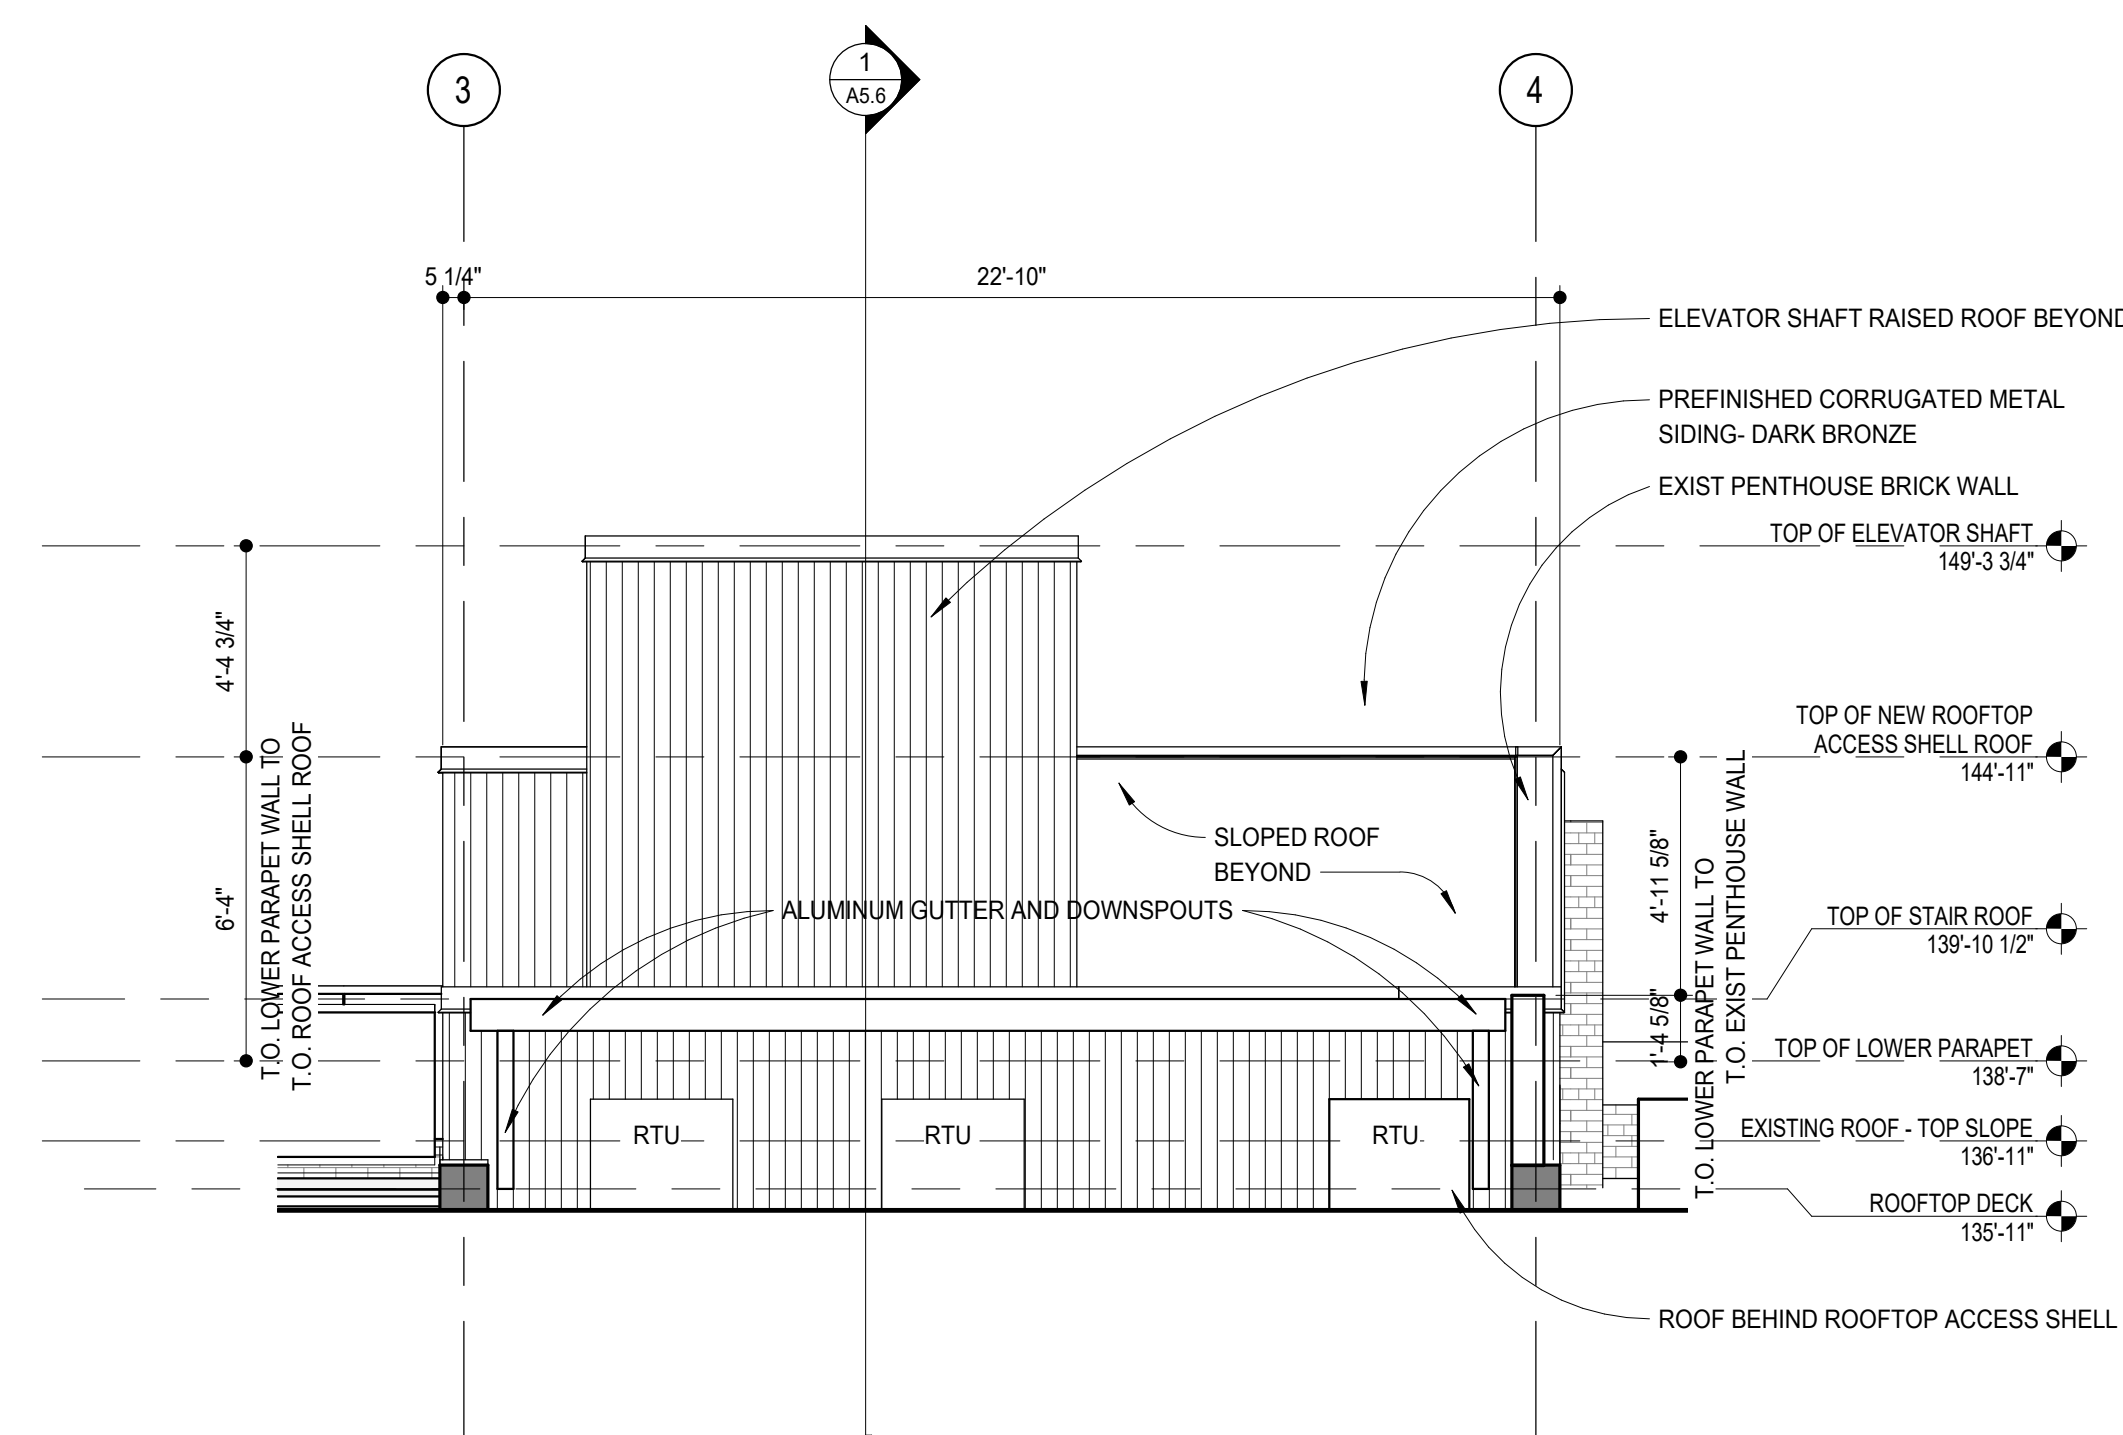 3
1
A5.6
4
5 1/4"
22'-10"
ELEVATOR SHAFT RAISED ROOF BEYOND
PREFINISHED CORRUGATED METAL
SIDING- DARK BRONZE
EXIST PENTHOUSE BRICK WALL
TOP OF ELEVATOR SHAFT
149'-3 3/4"
4'-4 3/4"
TOP OF NEW ROOFTOP
ACCESS SHELL ROOF
144'-11"
6'-4"
T.O. LOWER PARAPET WALL TO
T.O. ROOF ACCESS SHELL ROOF
SLOPED ROOF
BEYOND
ALUMINUM GUTTER AND DOWNSPOUTS
4'-11 5/8"
1'-4 5/8"
T.O. LOWER PARAPET WALL TO
T.O. EXIST PENTHOUSE WALL
TOP OF STAIR ROOF
139'-10 1/2"
TOP OF LOWER PARAPET
138'-7"
RTU
RTU
RTU
EXISTING ROOF - TOP SLOPE
136'-11"
ROOFTOP DECK
135'-11"
ROOF BEHIND ROOFTOP ACCESS SHELL